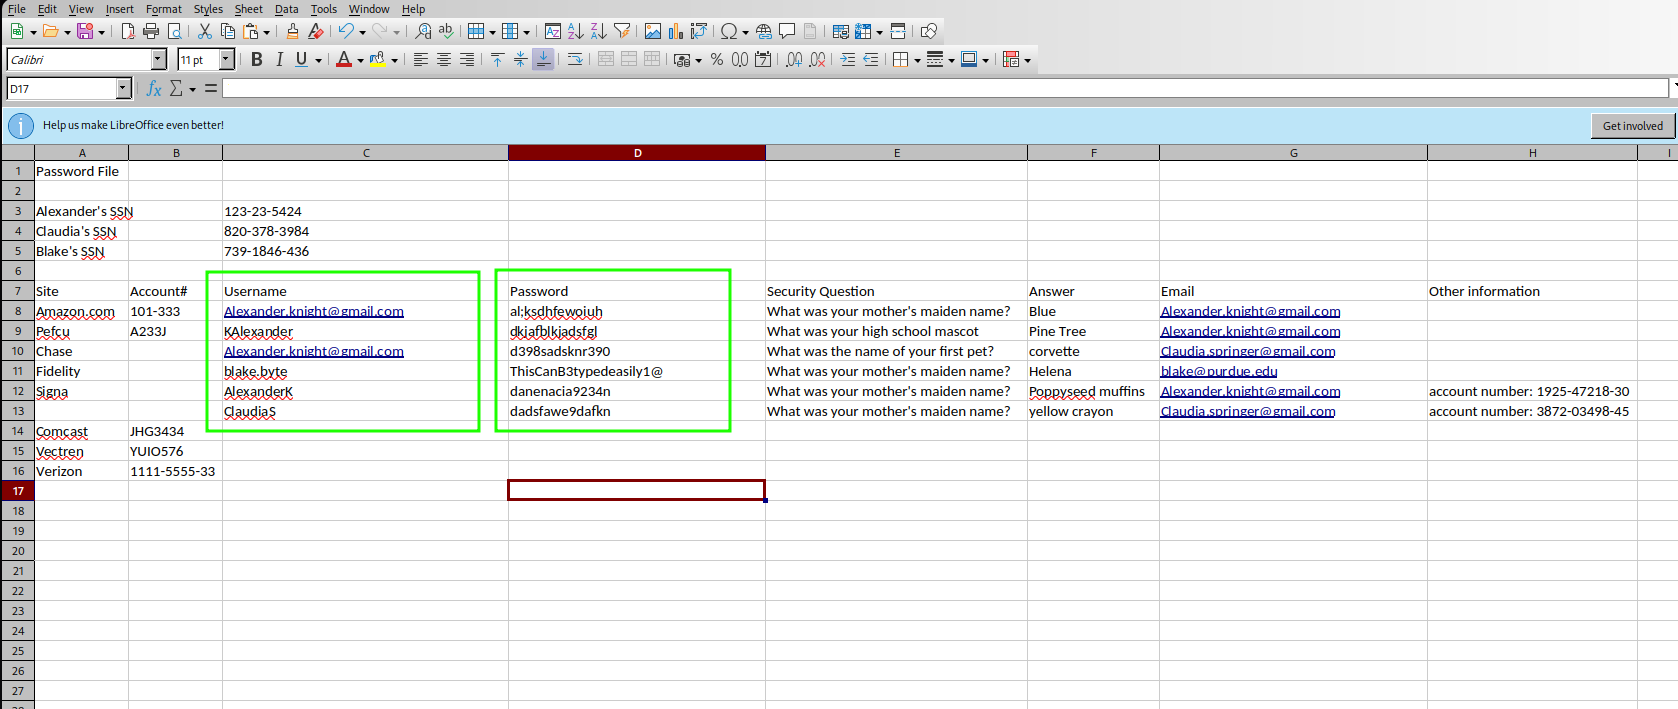 File Edit View Insert Format Styles Sheet Data Tools Window Help
Calibri 11 pt B I U A % 0.0 7 .00 .00
D17 fx Σ =
Help us make LibreOffice even better! Get involved
A B C D E F G H I
1 Password File
2
3 Alexander's SSN 123-23-5424
4 Claudia's SSN 820-378-3984
5 Blake's SSN 739-1846-436
6
7 Site Account# Username Password Security Question Answer Email Other information
8 Amazon.com 101-333 Alexander.knight@gmail.com al;ksdhfewoiuh What was your mother's maiden name? Blue Alexander.knight@gmail.com
9 Pefcu A233J KAlexander dkjafblkjadsfgl What was your high school mascot Pine Tree Alexander.knight@gmail.com
10 Chase Alexander.knight@gmail.com d398sadsknr390 What was the name of your first pet? corvette Claudia.springer@gmail.com
11 Fidelity blake.byte ThisCanB3typedeasily1@ What was your mother's maiden name? Helena blake@purdue.edu
12 Signa AlexanderK danenacia9234n What was your mother's maiden name? Poppyseed muffins Alexander.knight@gmail.com account number: 1925-47218-30
13 ClaudiaS dadsfawe9dafkn What was your mother's maiden name? yellow crayon Claudia.springer@gmail.com account number: 3872-03498-45
14 Comcast JHG3434
15 Vectren YUIO576
16 Verizon 1111-5555-33
17
18
19
20
21
22
23
24
25
26
27